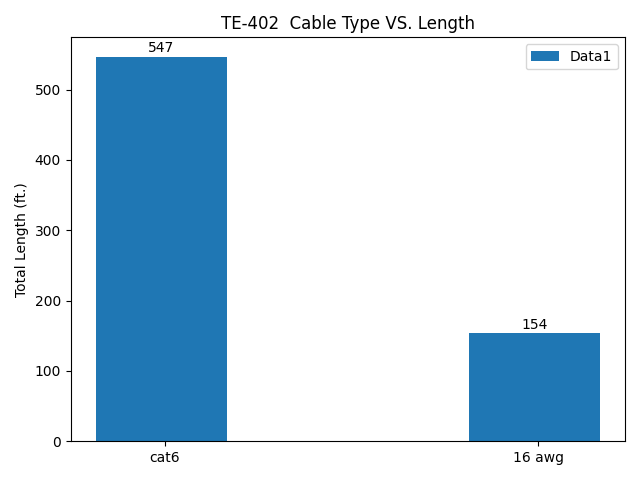 TE-402  Cable Type VS. Length
547
Data1
500
400
300
200
100
0
Total Length (ft.)
154
cat6
16 awg